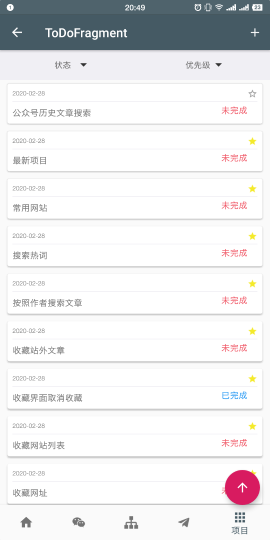 20:49
23
ToDoFragment
状态
优先级
2020-02-28
公众号历史文章搜索
未完成
2020-02-28
最新项目
未完成
2020-02-28
常用网站
未完成
2020-02-28
搜索热词
未完成
2020-02-28
按照作者搜索文章
未完成
2020-02-28
收藏站外文章
未完成
2020-02-28
收藏界面取消收藏
已完成
2020-02-28
收藏网站列表
未完成
2020-02-28
收藏网址
项目